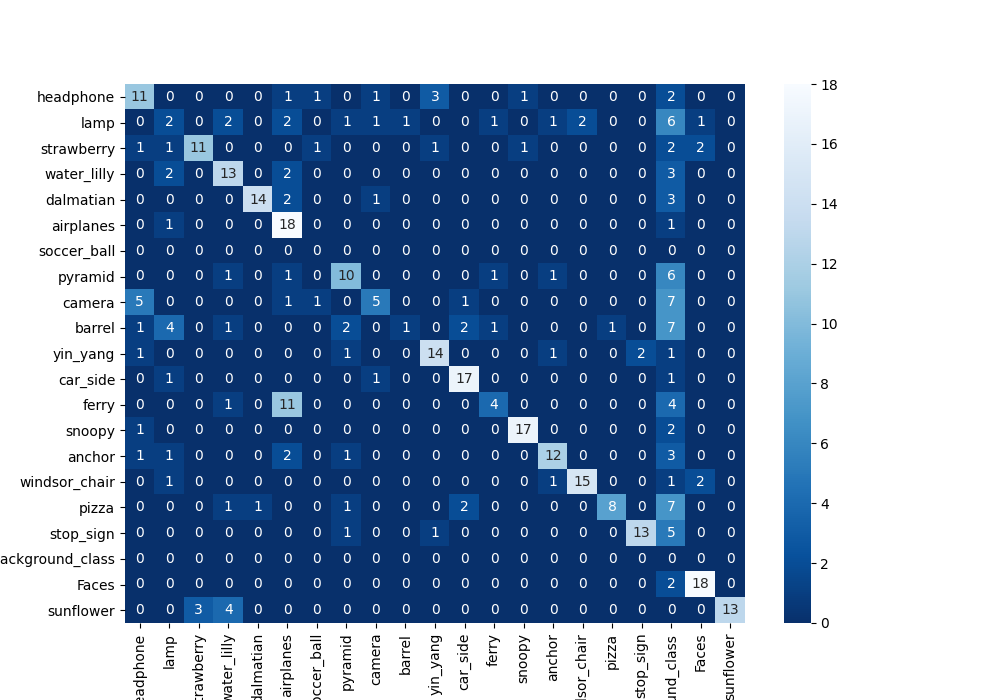 headphone 11 0 0 0 0 1 1 0 1 0 3 0 0 1 0 0 0 0 2 0 0
lamp 0 2 0 2 0 2 0 1 1 1 0 0 1 0 1 2 0 0 6 1 0
strawberry 1 1 11 0 0 0 1 0 0 0 1 0 0 1 0 0 0 0 2 2 0
water_lilly 0 2 0 13 0 2 0 0 0 0 0 0 0 0 0 0 0 0 3 0 0
dalmatian 0 0 0 0 14 2 0 0 1 0 0 0 0 0 0 0 0 0 3 0 0
airplanes 0 1 0 0 0 18 0 0 0 0 0 0 0 0 0 0 0 0 1 0 0
soccer_ball 0 0 0 0 0 0 0 0 0 0 0 0 0 0 0 0 0 0 0 0 0
pyramid 0 0 0 1 0 1 0 10 0 0 0 0 1 0 1 0 0 0 6 0 0
camera 5 0 0 0 0 1 1 0 5 0 0 1 0 0 0 0 0 0 7 0 0
barrel 1 4 0 1 0 0 0 2 0 1 0 2 1 0 0 0 1 0 7 0 0
yin_yang 1 0 0 0 0 0 0 1 0 0 14 0 0 0 1 0 0 2 1 0 0
car_side 0 1 0 0 0 0 0 0 1 0 0 17 0 0 0 0 0 0 1 0 0
ferry 0 0 0 1 0 11 0 0 0 0 0 0 4 0 0 0 0 0 4 0 0
snoopy 1 0 0 0 0 0 0 0 0 0 0 0 0 17 0 0 0 0 2 0 0
anchor 1 1 0 0 0 2 0 1 0 0 0 0 0 0 12 0 0 0 3 0 0
windsor_chair 0 1 0 0 0 0 0 0 0 0 0 0 0 0 1 15 0 0 1 2 0
pizza 0 0 0 1 1 0 0 1 0 0 0 2 0 0 0 0 8 0 7 0 0
stop_sign 0 0 0 0 0 0 0 1 0 0 1 0 0 0 0 0 0 13 5 0 0
ackground_class 0 0 0 0 0 0 0 0 0 0 0 0 0 0 0 0 0 0 0 0 0
Faces 0 0 0 0 0 0 0 0 0 0 0 0 0 0 0 0 0 0 2 18 0
sunflower 0 0 3 4 0 0 0 0 0 0 0 0 0 0 0 0 0 0 0 0 13
eadphone
lamp
trawberry
water_lilly
dalmatian
airplanes
occer_ball
pyramid
camera
barrel
yin_yang
car_side
ferry
snoopy
anchor
sor_chair
pizza
stop_sign
und_class
Faces
sunflower
18
16
14
12
10
8
6
4
2
0